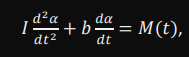 I d²α/dt² + b dα/dt = M(t),